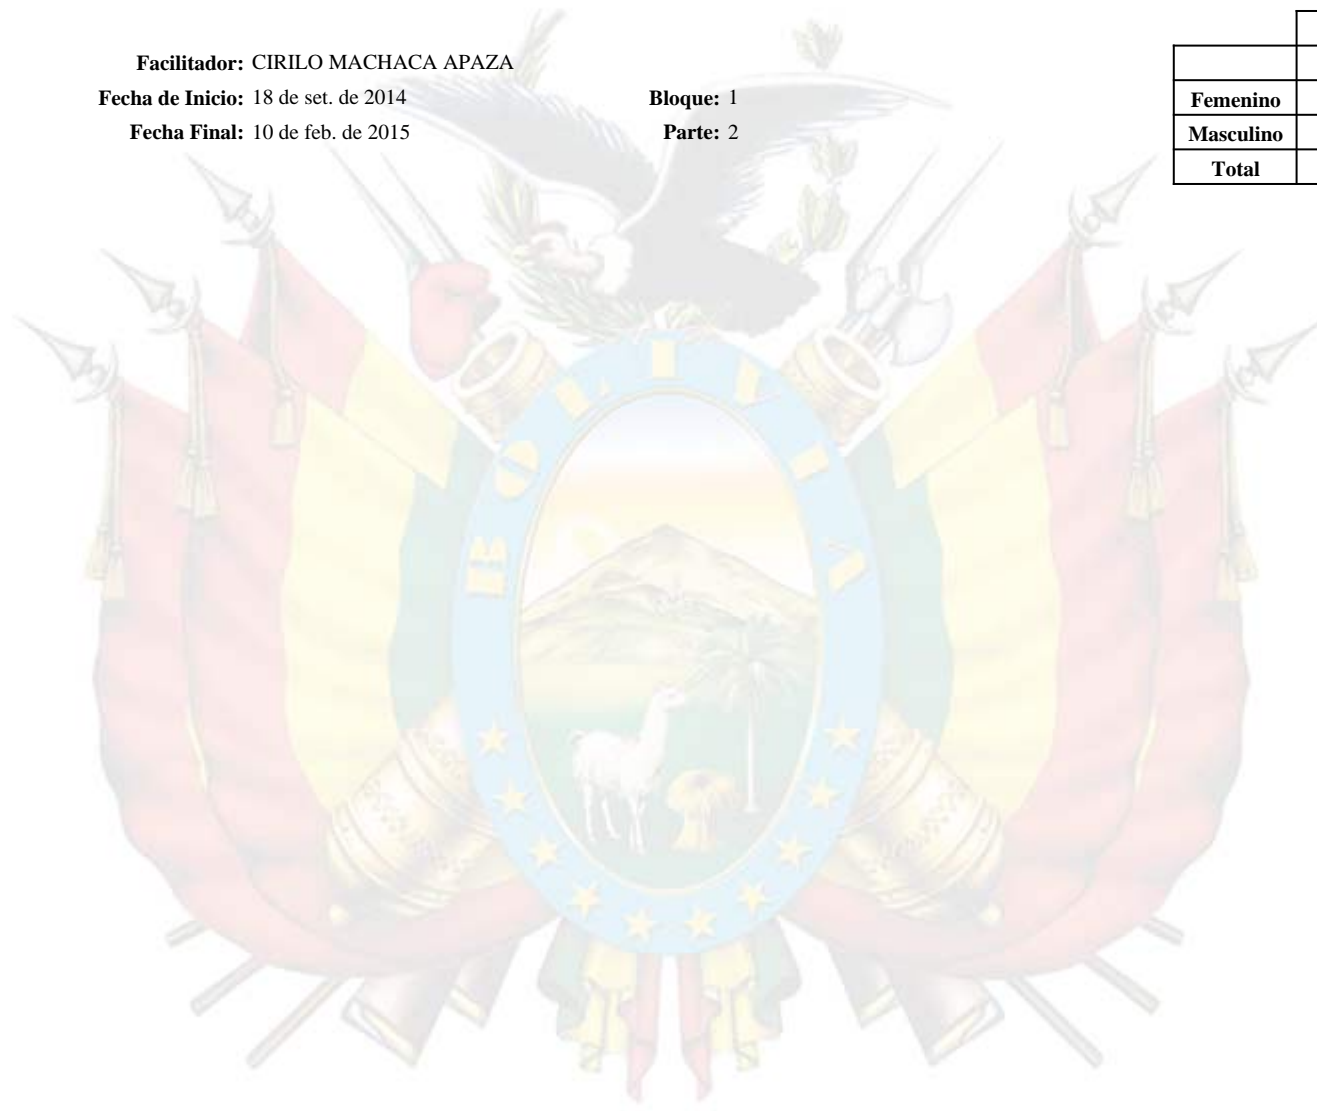 Facilitador: CIRILO MACHACA APAZA
Fecha de Inicio: 18 de set. de 2014 Bloque: 1
Fecha Final: 10 de feb. de 2015 Parte: 2
Femenino
Masculino
Total
BOLIVIA